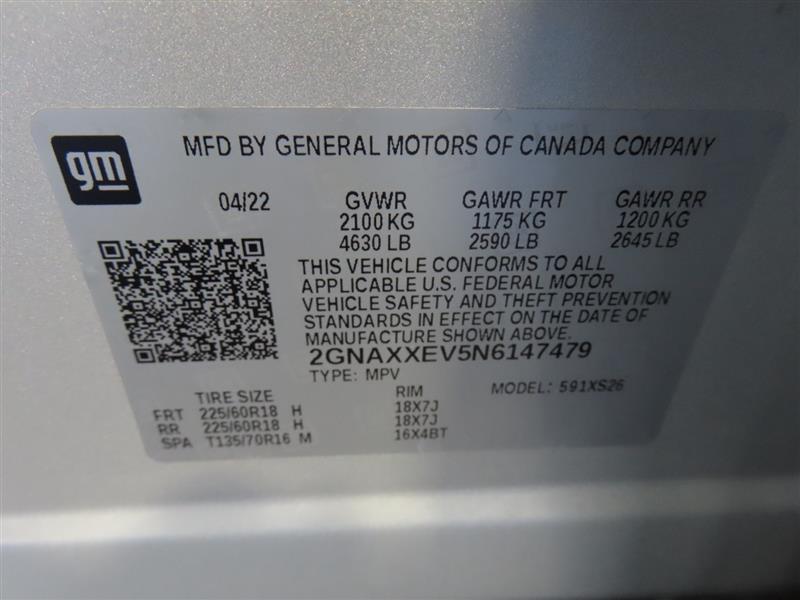 gm
MFD BY GENERAL MOTORS OF CANADA COMPANY
04/22 GVWR GAWR FRT GAWR RR
2100 KG 1175 KG 1200 KG
4630 LB 2590 LB 2645 LB
THIS VEHICLE CONFORMS TO ALL
APPLICABLE U.S. FEDERAL MOTOR
VEHICLE SAFETY AND THEFT PREVENTION
STANDARDS IN EFFECT ON THE DATE OF
MANUFACTURE SHOWN ABOVE.
2GNAXXEV5N6147479
TYPE: MPV MODEL: 591XS26
TIRE SIZE RIM
FRT 225/60R18 H 18X7J
RR 225/60R18 H 18X7J
SPA T135/70R16 M 16X4BT